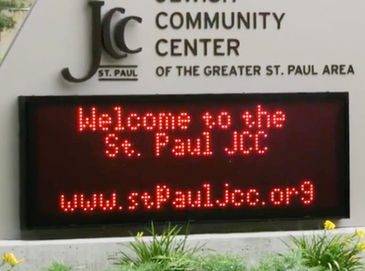 JCC
ST. PAUL
JEWISH
COMMUNITY
CENTER
OF THE GREATER ST. PAUL AREA
Welcome to the
St. Paul JCC
www.stPauljcc.org